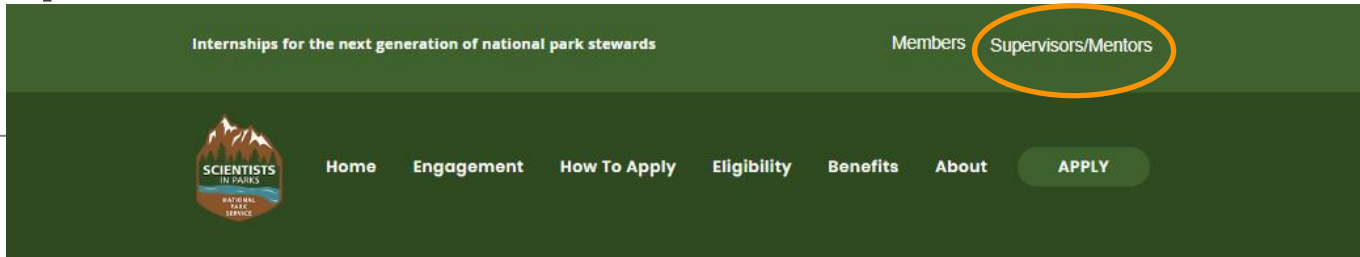 Internships for the next generation of national park stewards
Members
Supervisors/Mentors
SCIENTISTS
IN PARKS
NATIONAL
PARK
SERVICE
Home
Engagement
How To Apply
Eligibility
Benefits
About
APPLY